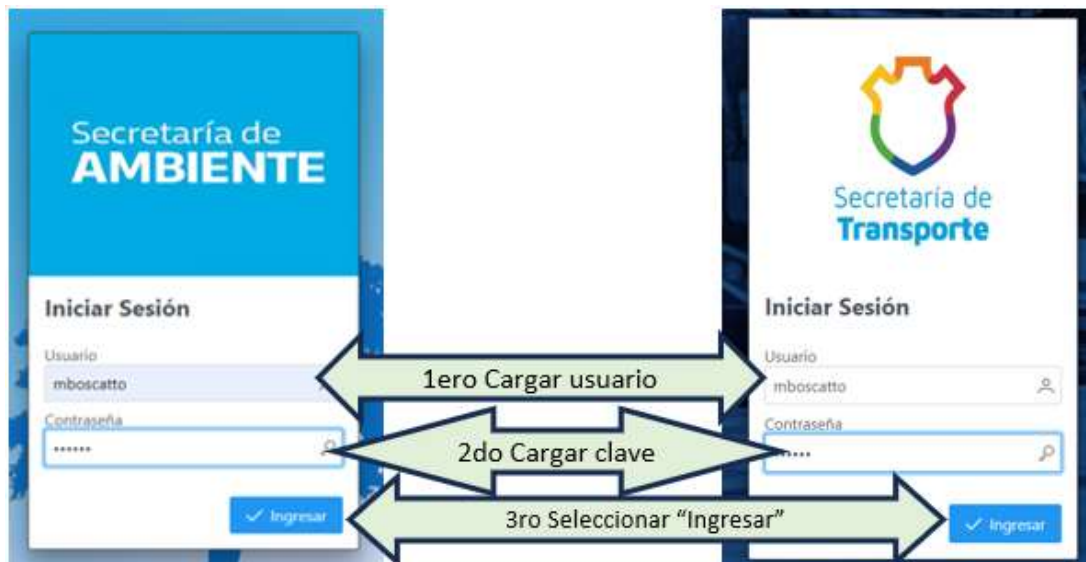 Secretaría de
AMBIENTE
Iniciar Sesión
Usuario
mboscatto
Contraseña
••••••
Ingresar
1ero Cargar usuario
2do Cargar clave
3ro Seleccionar “Ingresar”
Secretaría de
Transporte
Iniciar Sesión
Usuario
mboscatto
Contraseña
Ingresar